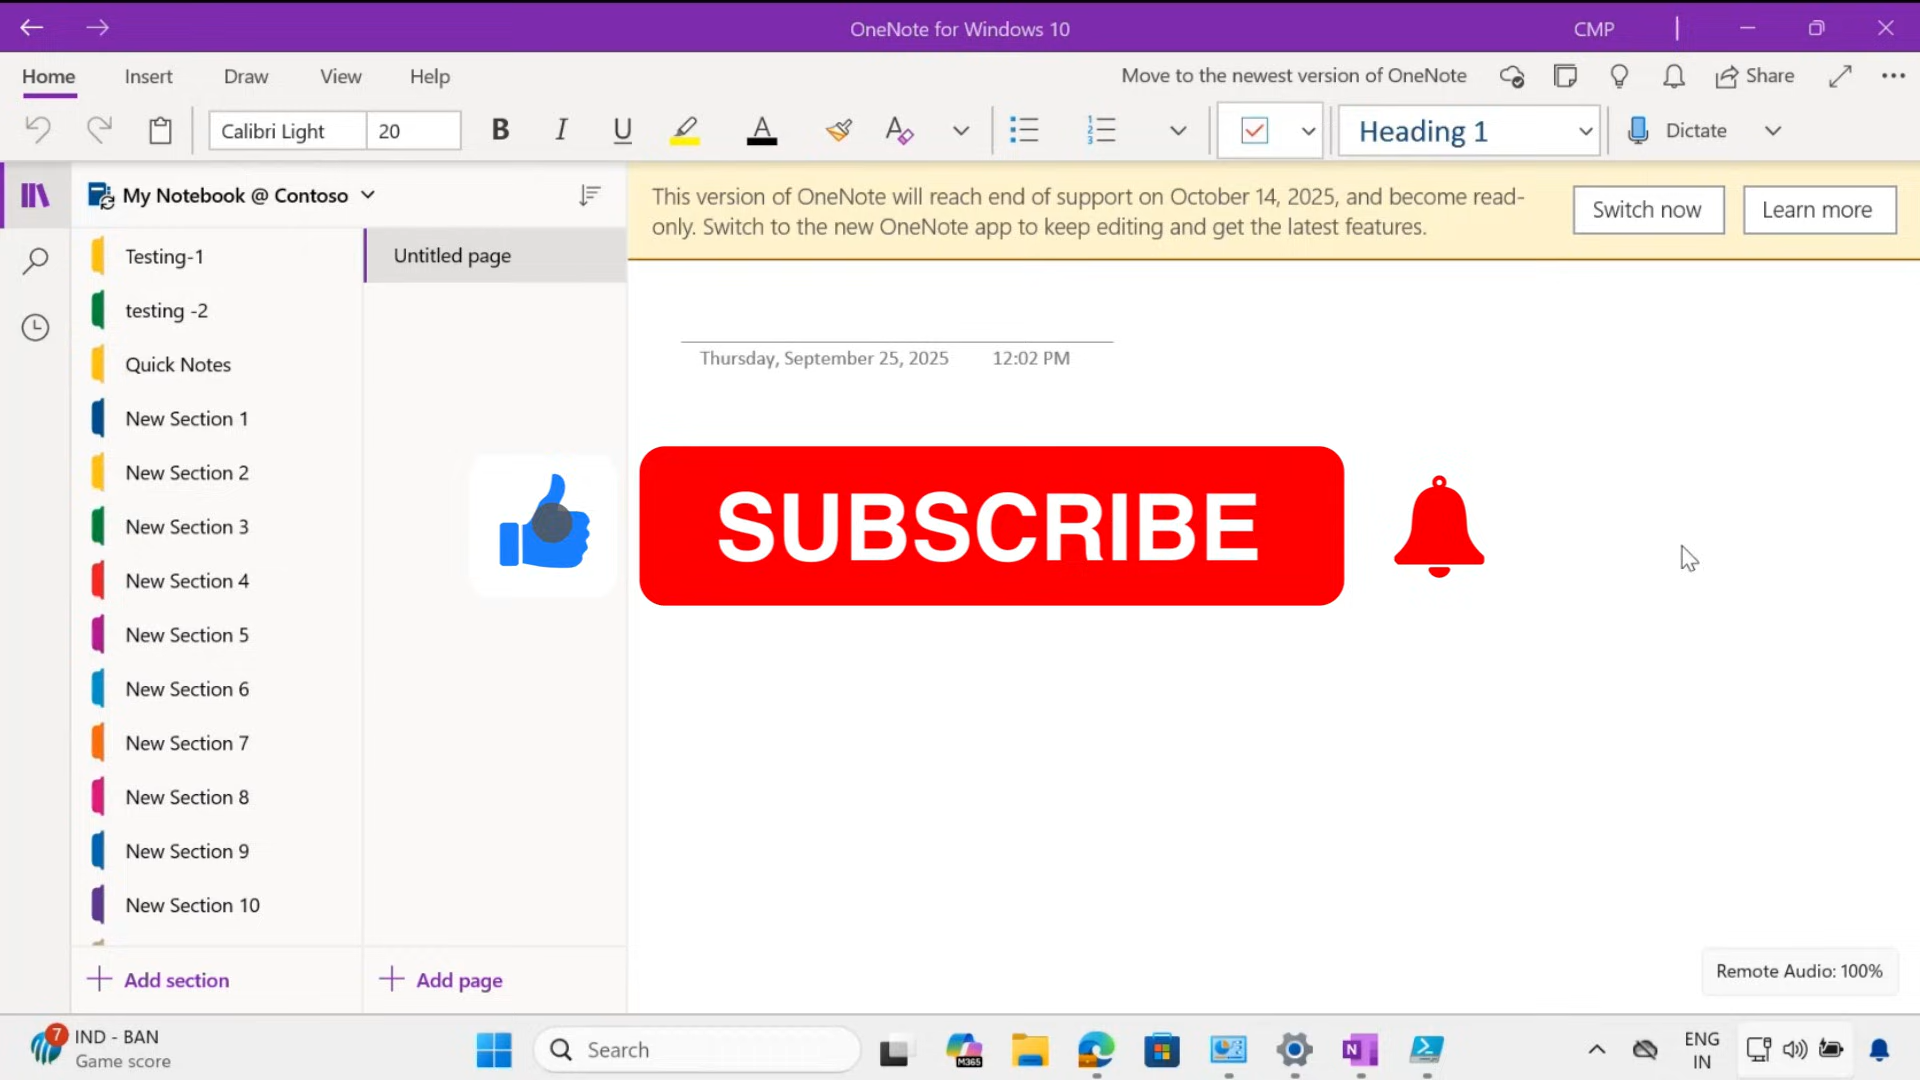 OneNote for Windows 10
CMP
Home Insert Draw View Help
Move to the newest version of OneNote
Share
Calibri Light 20 B I U A A
1 2 3
Heading 1
Dictate
My Notebook @ Contoso
This version of OneNote will reach end of support on October 14, 2025, and become read-
only. Switch to the new OneNote app to keep editing and get the latest features.
Switch now Learn more
Testing-1
testing -2
Quick Notes
New Section 1
New Section 2
New Section 3
New Section 4
New Section 5
New Section 6
New Section 7
New Section 8
New Section 9
New Section 10
Add section
Untitled page
Add page
Thursday, September 25, 2025 12:02 PM
SUBSCRIBE
Remote Audio: 100%
7
IND - BAN
Game score
Search
M365
N
ENG
IN